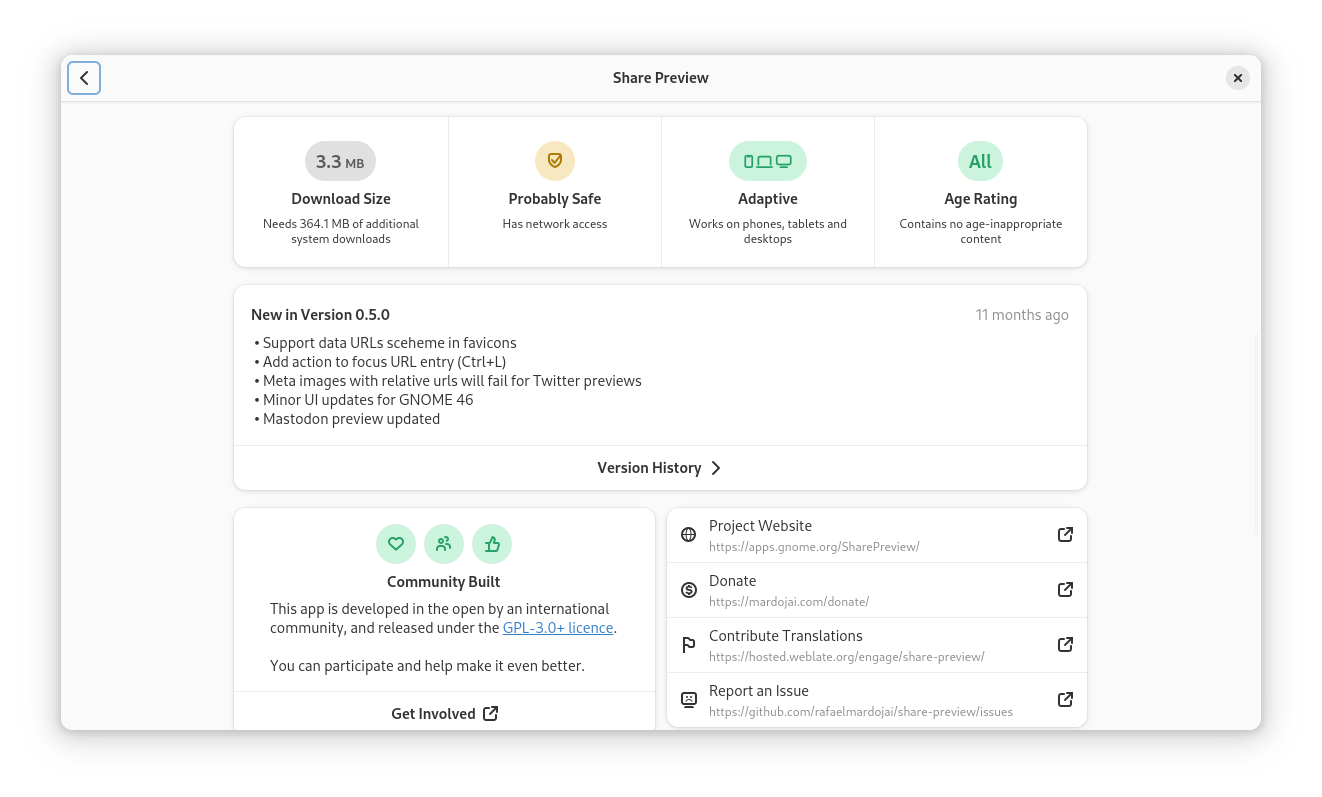 Share Preview
3.3 MB
Download Size
Needs 364.1 MB of additional
system downloads
Probably Safe
Has network access
Adaptive
Works on phones, tablets and
desktops
All
Age Rating
Contains no age-inappropriate
content
New in Version 0.5.0
11 months ago
• Support data URLs sceheme in favicons
• Add action to focus URL entry (Ctrl+L)
• Meta images with relative urls will fail for Twitter previews
• Minor UI updates for GNOME 46
• Mastodon preview updated
Version History
Community Built
This app is developed in the open by an international
community, and released under the GPL-3.0+ licence.
You can participate and help make it even better.
Get Involved
Project Website
https://apps.gnome.org/SharePreview/
Donate
https://mardojai.com/donate/
Contribute Translations
https://hosted.weblate.org/engage/share-preview/
Report an Issue
https://github.com/rafaelmardojai/share-preview/issues